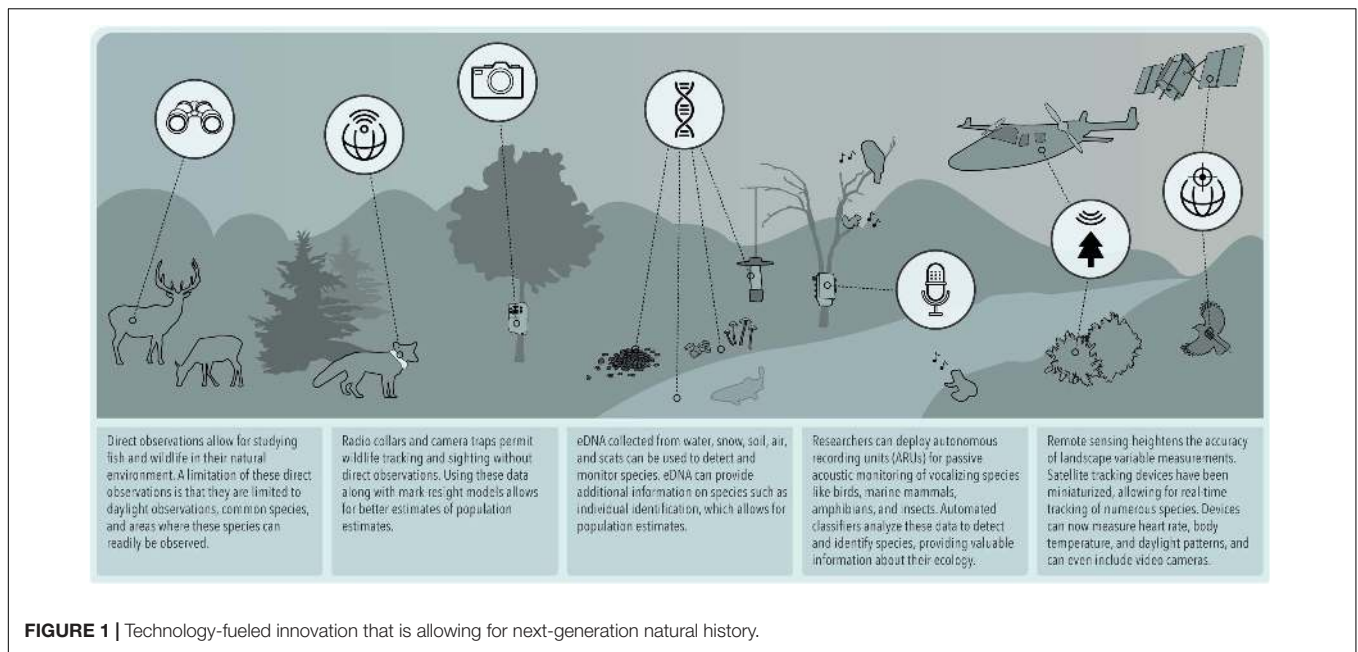 Direct observations allow for studying
fish and wildlife in their natural
environment. A limitation of these direct
observations is that they are limited to
daylight observations, common species,
and areas where these species can
readily be observed.
Radio collars and camera traps permit
wildlife tracking and sighting without
direct observations. Using these data
along with mark-resight models allows
for better estimates of population
estimates.
eDNA collected from water, snow, soil, air,
and scats can be used to detect and
monitor species. eDNA can provide
additional information on species such as
individual identification, which allows for
population estimates.
Researchers can deploy autonomous
recording units (ARUs) for passive
acoustic monitoring of vocalizing species
like birds, marine mammals,
amphibians, and insects. Automated
classifiers analyze these data to detect
and identify species, providing valuable
information about their ecology.
Remote sensing heightens the accuracy
of landscape variable measurements.
Satellite tracking devices have been
miniaturized, allowing for real-time
tracking of numerous species. Devices
can now measure heart rate, body
temperature, and daylight patterns, and
can even include video cameras.
FIGURE 1 | Technology-fueled innovation that is allowing for next-generation natural history.